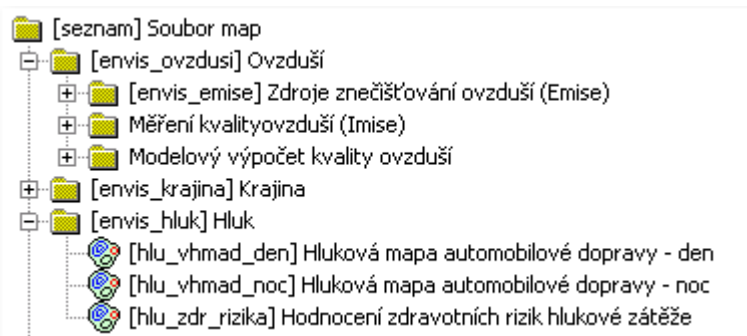 [seznam] Soubor map
[envis_ovzdusi] Ovzduší
[envis_emise] Zdroje znečišťování ovzduší (Emise)
Měření kvalityovzduší (Imise)
Modelový výpočet kvality ovzduší
[envis_krajina] Krajina
[envis_hluk] Hluk
[hlu_vhmad_den] Hluková mapa automobilové dopravy - den
[hlu_vhmad_noc] Hluková mapa automobilové dopravy - noc
[hlu_zdr_rizika] Hodnocení zdravotních rizik hlukové zátěže